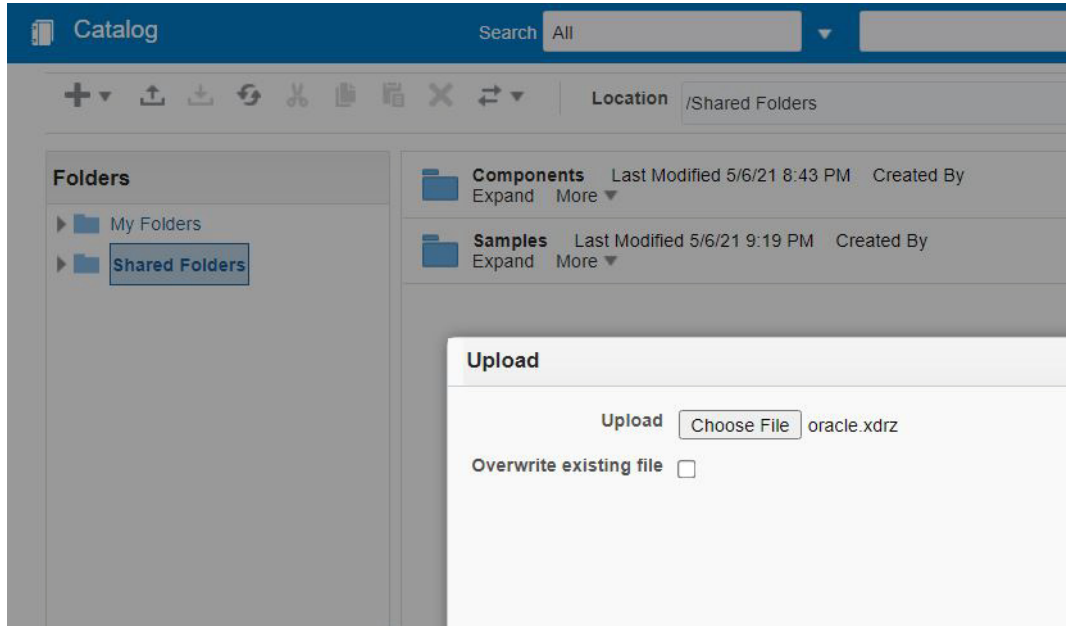 Catalog
Search All
Location /Shared Folders
Folders
My Folders
Shared Folders
Components Last Modified 5/6/21 8:43 PM Created By
Expand More
Samples Last Modified 5/6/21 9:19 PM Created By
Expand More
Upload
Upload Choose File oracle.xdrz
Overwrite existing file